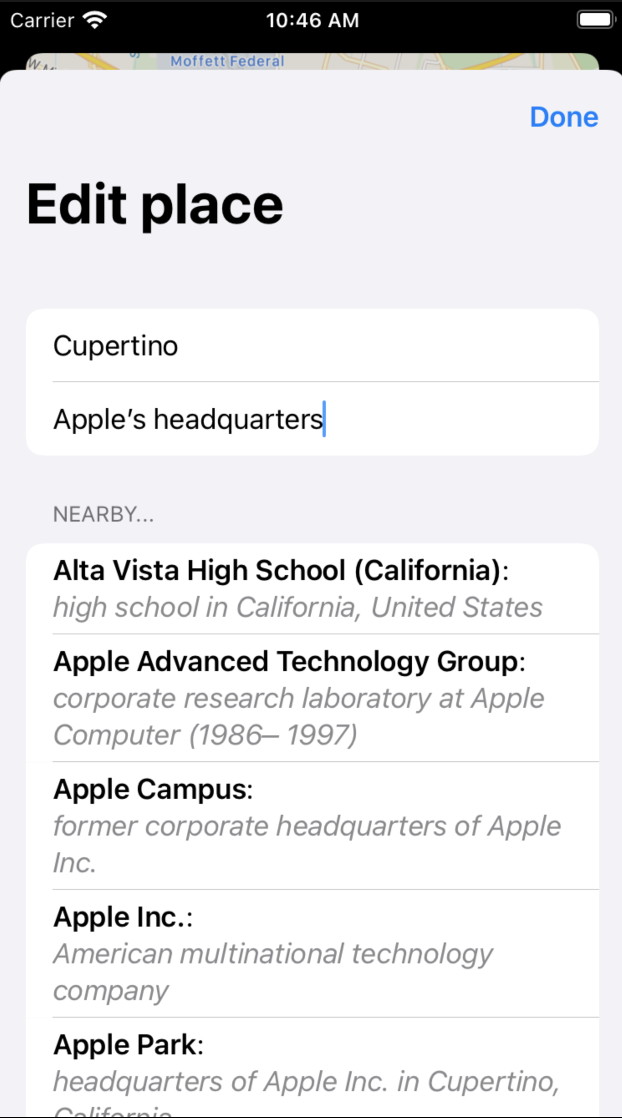 Carrier 10:46 AM
Moffett Federal
Done
Edit place
Cupertino
Apple’s headquarters
NEARBY...
Alta Vista High School (California):
high school in California, United States
Apple Advanced Technology Group:
corporate research laboratory at Apple
Computer (1986– 1997)
Apple Campus:
former corporate headquarters of Apple
Inc.
Apple Inc.:
American multinational technology
company
Apple Park:
headquarters of Apple Inc. in Cupertino,
California